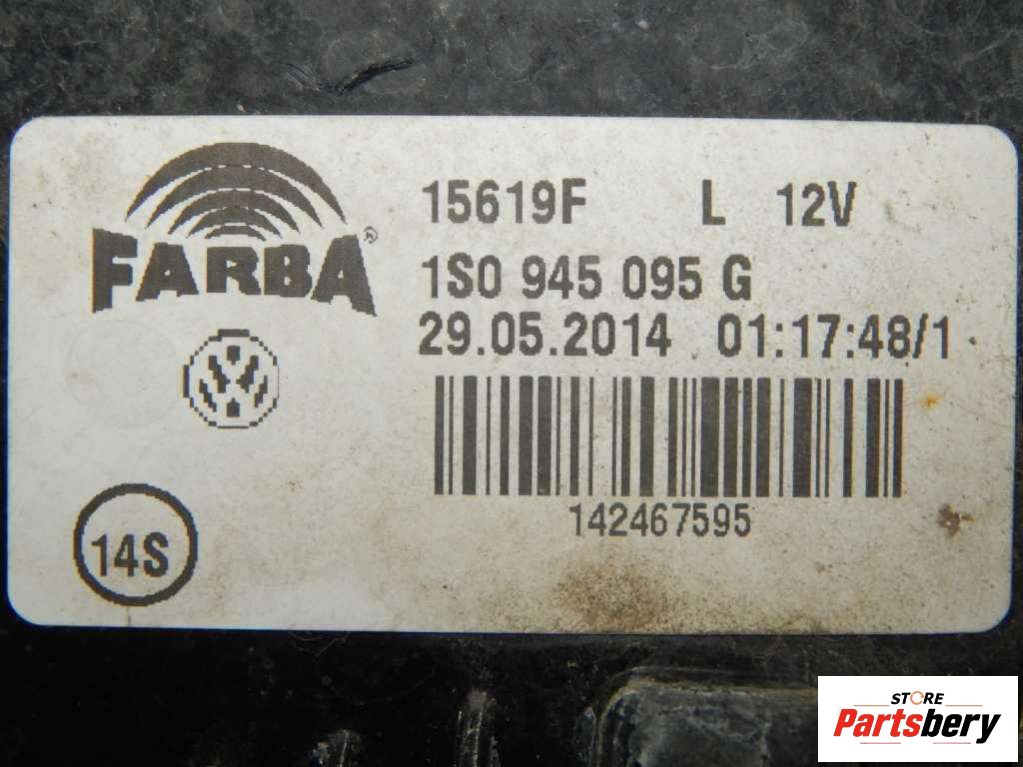 FARBA®
15619F L 12V
1S0 945 095 G
29.05.2014 01:17:48/1
142467595
14S
STORE
Partsbery